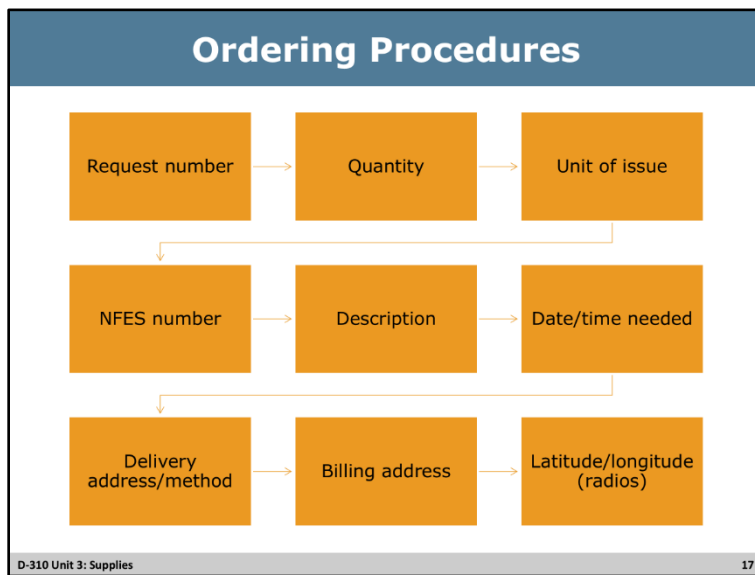 Ordering Procedures
Request number
Quantity
Unit of issue
NFES number
Description
Date/time needed
Delivery
address/method
Billing address
Latitude/longitude
(radios)
D-310 Unit 3: Supplies
17